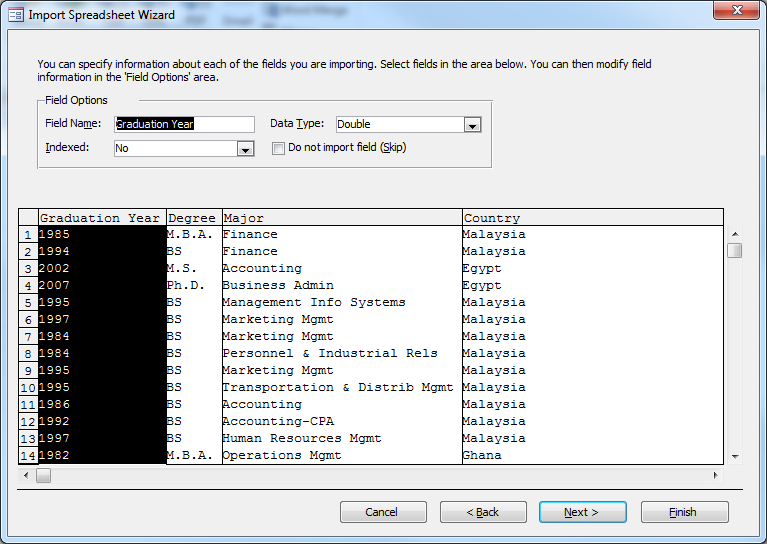 Import Spreadsheet Wizard
You can specify information about each of the fields you are importing. Select fields in the area below. You can then modify field
information in the 'Field Options' area.
Field Options
Field Name: Graduation Year Data Type: Double
Indexed: No Do not import field (Skip)
Graduation Year Degree Major Country
1 1985 M.B.A. Finance Malaysia
2 1994 BS Finance Malaysia
3 2002 M.S. Accounting Egypt
4 2007 Ph.D. Business Admin Egypt
5 1995 BS Management Info Systems Malaysia
6 1997 BS Marketing Mgmt Malaysia
7 1984 BS Marketing Mgmt Malaysia
8 1984 BS Personnel & Industrial Rels Malaysia
9 1995 BS Marketing Mgmt Malaysia
10 1995 BS Transportation & Distrib Mgmt Malaysia
11 1986 BS Accounting Malaysia
12 1992 BS Accounting-CPA Malaysia
13 1997 BS Human Resources Mgmt Malaysia
14 1982 M.B.A. Operations Mgmt Ghana
Cancel < Back Next > Finish